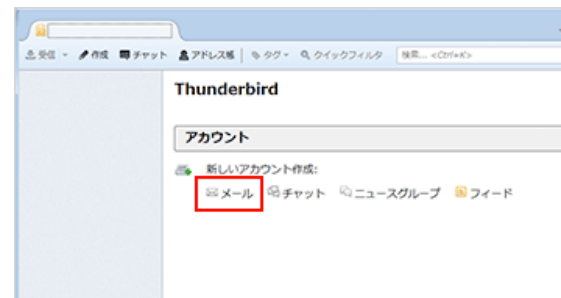 受信 作成 チャット アドレス帳 タグ クイックフィルタ 検索... <Ctrl+K>
Thunderbird
アカウント
新しいアカウント作成:
メール チャット ニュースグループ フィード